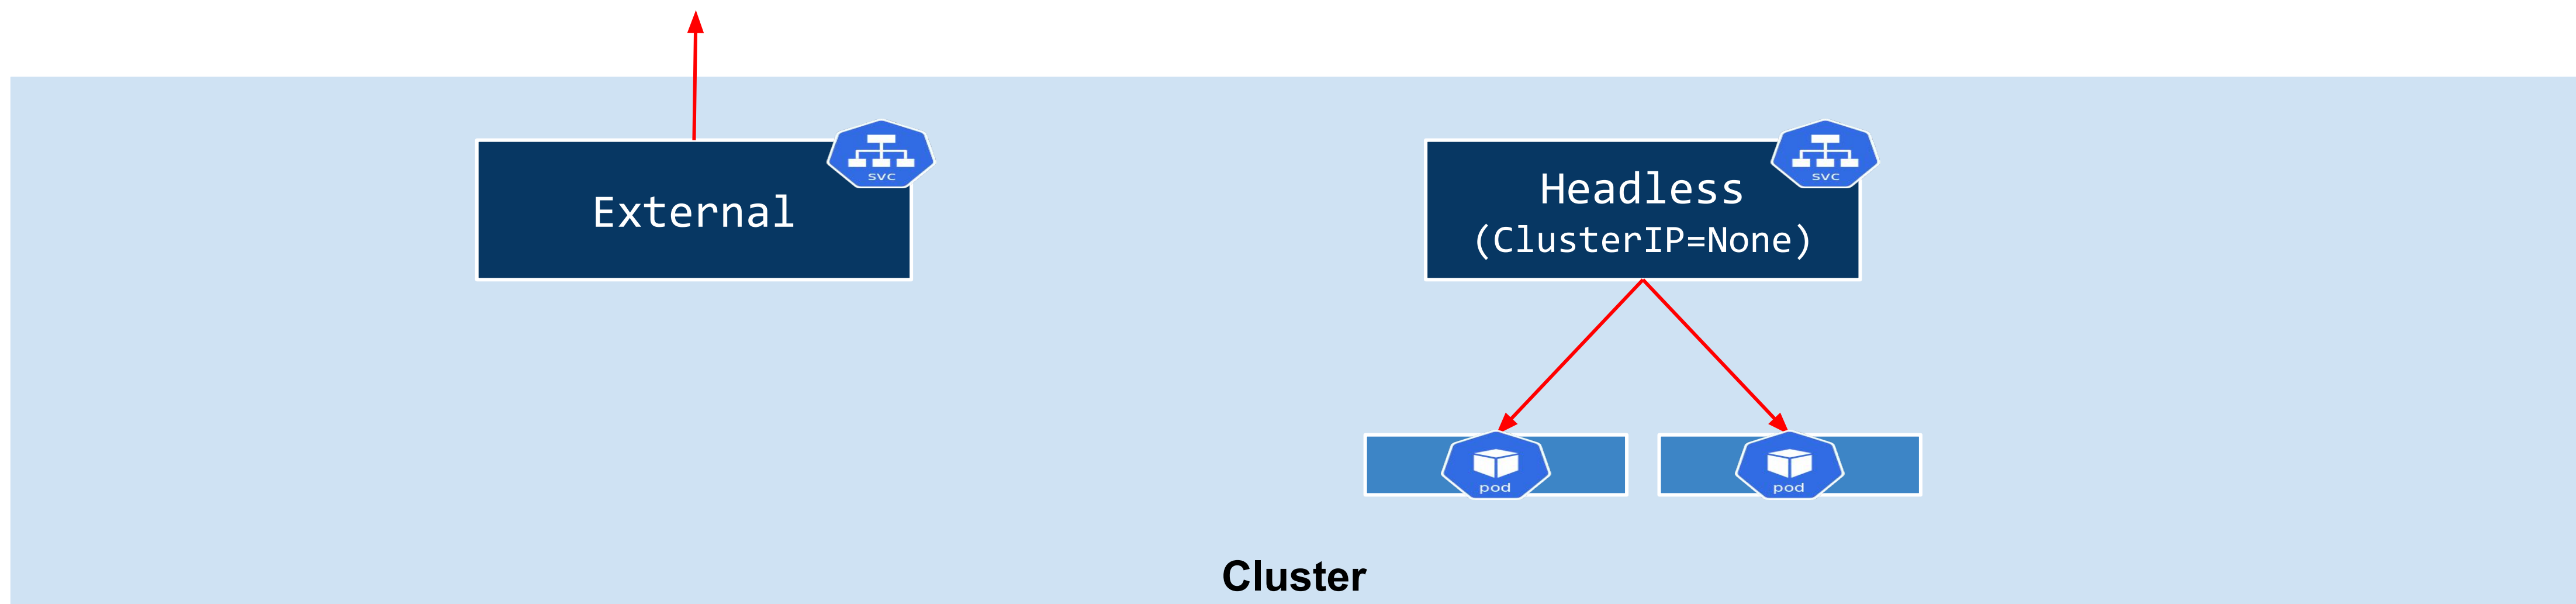 svc
svc
External
Headless
(ClusterIP=None)
pod
pod
Cluster